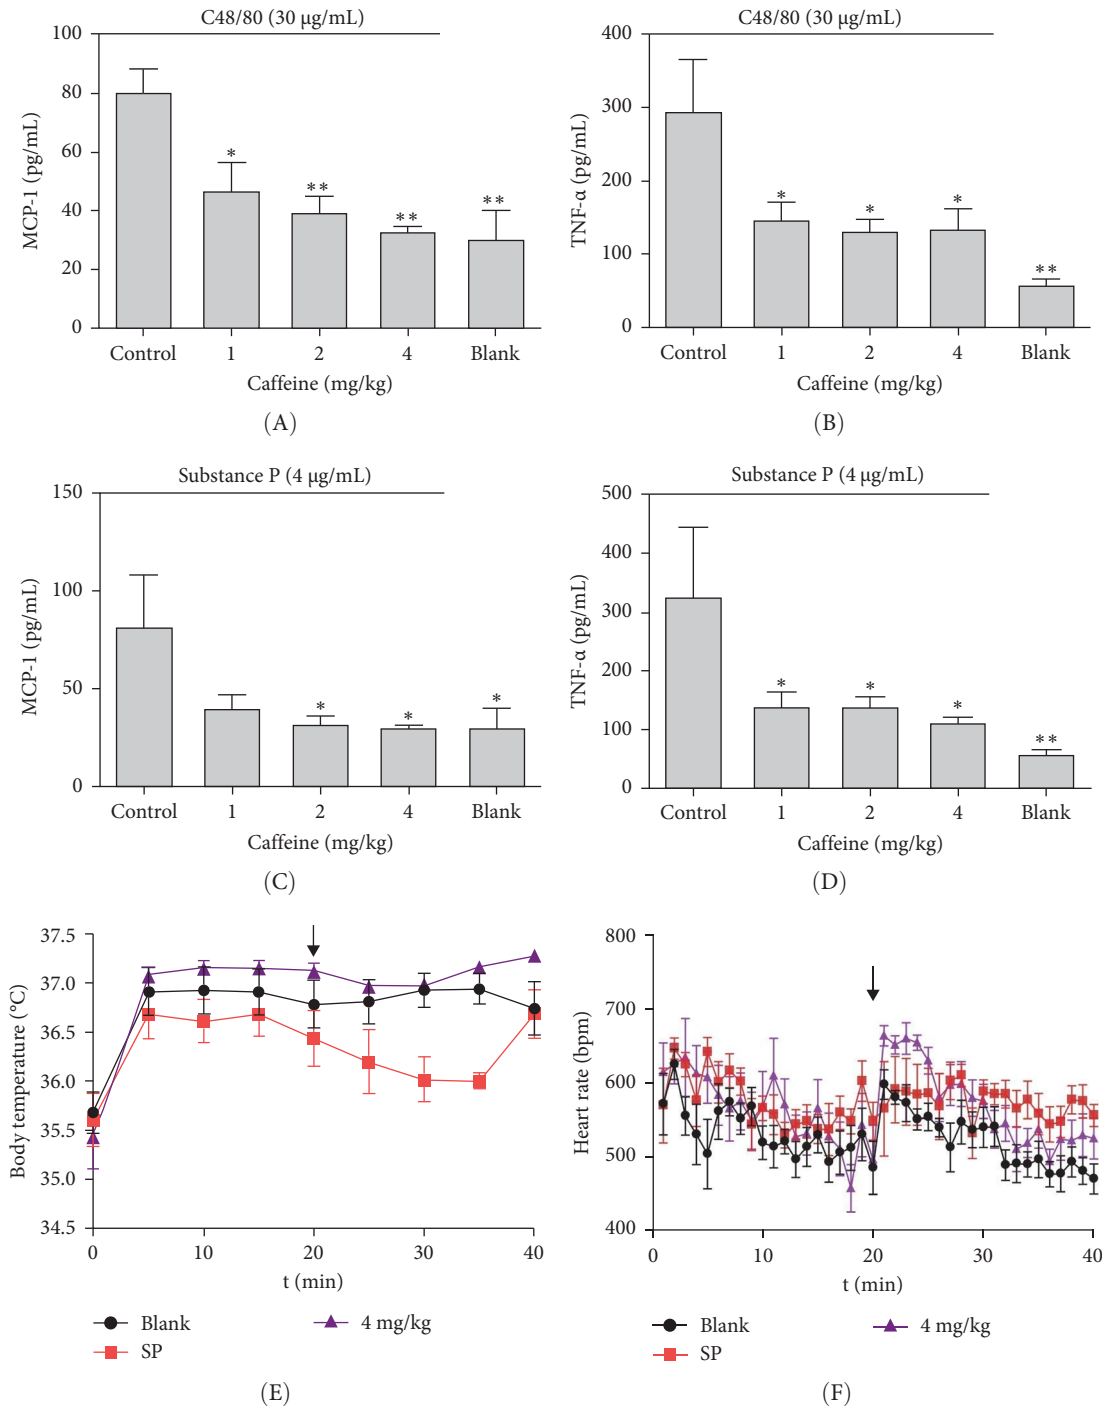 C48/80 (30 µg/mL)
100
80
60
40
20
0
MCP-1 (pg/mL)
*
**
**
**
Control 1 2 4 Blank
Caffeine (mg/kg)
(A)
C48/80 (30 µg/mL)
400
300
200
100
0
TNF-α (pg/mL)
*
*
*
**
Control 1 2 4 Blank
Caffeine (mg/kg)
(B)
Substance P (4 µg/mL)
150
100
50
0
MCP-1 (pg/mL)
*
*
*
Control 1 2 4 Blank
Caffeine (mg/kg)
(C)
Substance P (4 µg/mL)
500
400
300
200
100
0
TNF-α (pg/mL)
*
*
*
**
Control 1 2 4 Blank
Caffeine (mg/kg)
(D)
37.5
37.0
36.5
36.0
35.5
35.0
34.5
Body temperature (°C)
0 10 20 30 40
t (min)
Blank
SP
4 mg/kg
(E)
800
700
600
500
400
Heart rate (bpm)
0 10 20 30 40
t (min)
Blank
SP
4 mg/kg
(F)